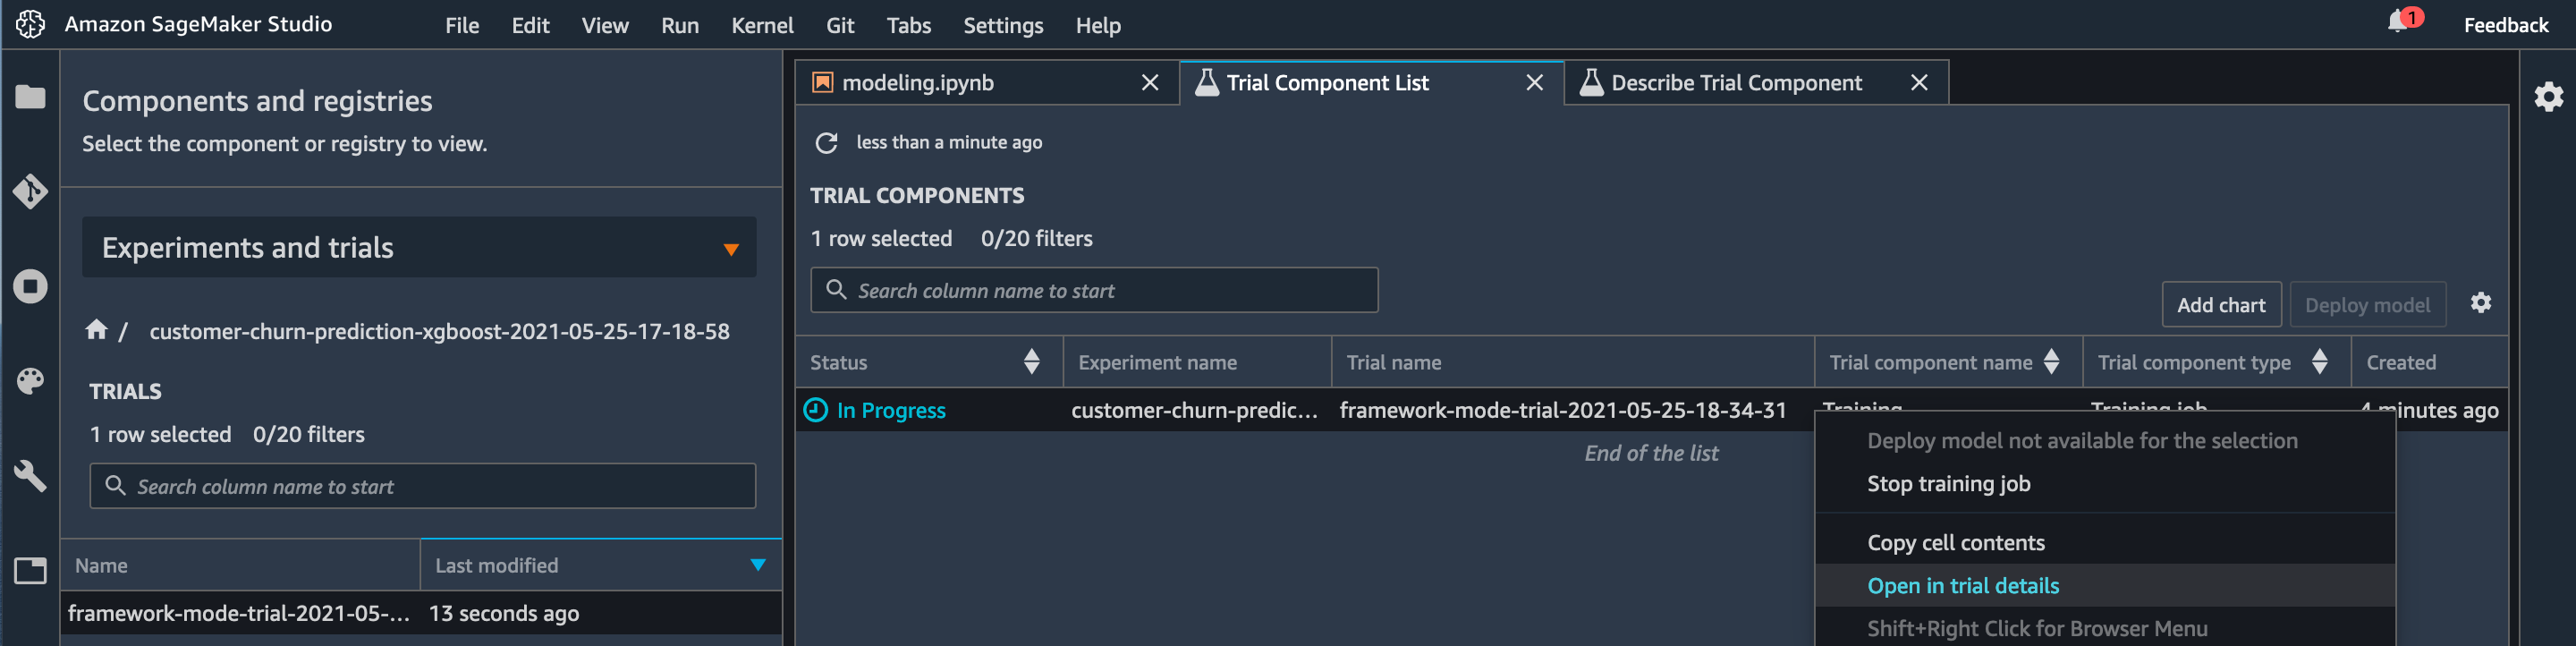 Amazon SageMaker Studio File Edit View Run Kernel Git Tabs Settings Help 1 Feedback
Components and registries
Select the component or registry to view.
Experiments and trials
/ customer-churn-prediction-xgboost-2021-05-25-17-18-58
TRIALS
1 row selected 0/20 filters
Search column name to start
Name Last modified
framework-mode-trial-2021-05-... 13 seconds ago
modeling.ipynb Trial Component List Describe Trial Component
less than a minute ago
TRIAL COMPONENTS
1 row selected 0/20 filters
Search column name to start
Add chart Deploy model
Status Experiment name Trial name Trial component name Trial component type Created
In Progress customer-churn-predic... framework-mode-trial-2021-05-25-18-34-31 Training Training job 4 minutes ago
End of the list
Deploy model not available for the selection
Stop training job
Copy cell contents
Open in trial details
Shift+Right Click for Browser Menu